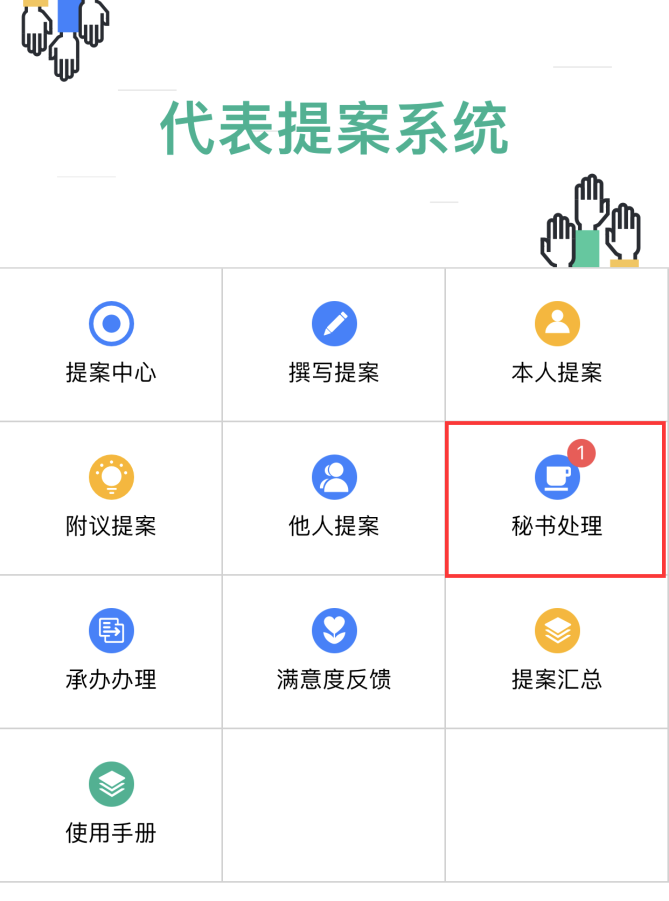 代表提案系统
提案中心
撰写提案
本人提案
附议提案
他人提案
1
秘书处理
承办办理
满意度反馈
提案汇总
使用手册